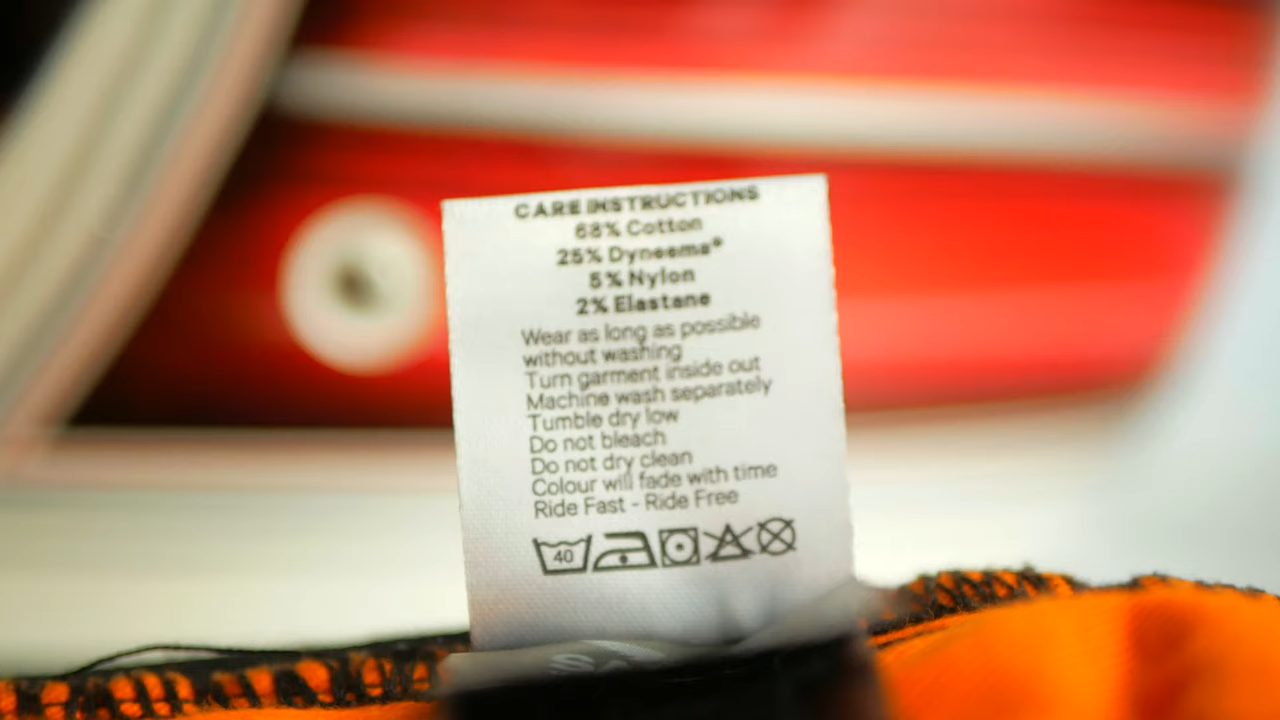 CARE INSTRUCTIONS
68% Cotton
25% Dyneema®
5% Nylon
2% Elastane
Wear as long as possible
without washing
Turn garment inside out
Machine wash separately
Tumble dry low
Do not bleach
Do not dry clean
Colour will fade with time
Ride Fast - Ride Free
40